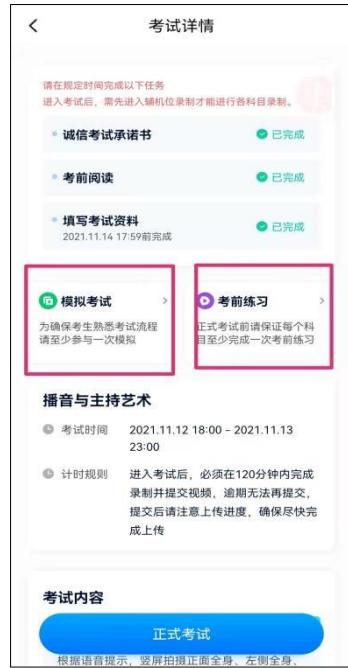 考试详情
请在规定时间完成以下任务
进入考试后，需先进入辅机位录制才能进行各科目录制。
诚信考试承诺书 已完成
考前阅读 已完成
填写考试资料 已完成
2021.11.14 17:59前完成
模拟考试
为确保考生熟悉考试流程
请至少参与一次模拟
考前练习
正式考试前请保证每个科
目至少完成一次考前练习
播音与主持艺术
考试时间 2021.11.12 18:00 - 2021.11.13
23:00
计时规则 进入考试后，必须在120分钟内完成
录制并提交视频，逾期无法再提交，
提交后请注意上传进度，确保尽快完
成上传
考试内容
正式考试
根据语音提示，竖屏拍摄正面全身、左侧全身、